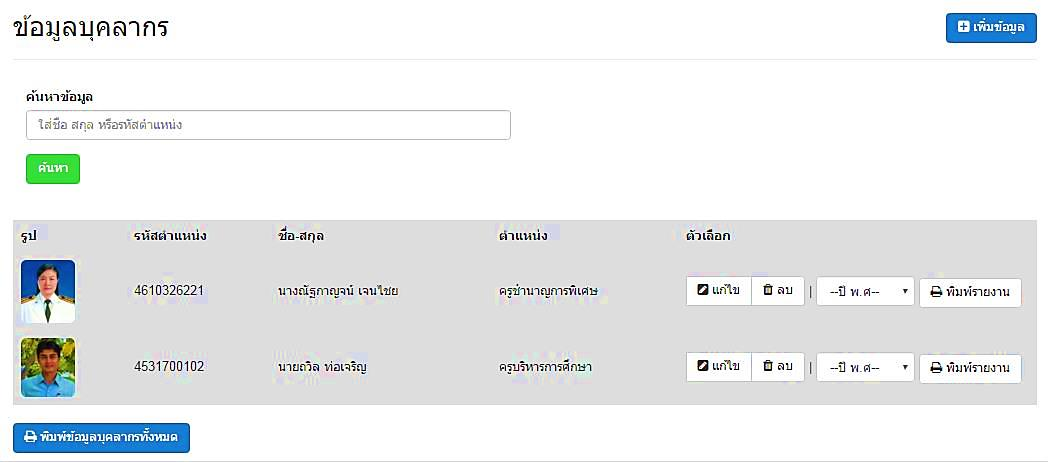 ข้อมูลบุคลากร
เพิ่มข้อมูล
ค้นหาข้อมูล
ใส่ชื่อ สกุล หรือรหัสตำแหน่ง
ค้นหา
รูป รหัสตำแหน่ง ชื่อ-สกุล ตำแหน่ง ตัวเลือก
4610326221 นางณัฐกาญจน์ เจนไชย ครูชำนาญการพิเศษ แก้ไข ลบ | --ปี พ.ศ-- พิมพ์รายงาน
4531700102 นายถวิล ท่อเจริญ ครูบริหารการศึกษา แก้ไข ลบ | --ปี พ.ศ-- พิมพ์รายงาน
พิมพ์ข้อมูลบุคลากรทั้งหมด